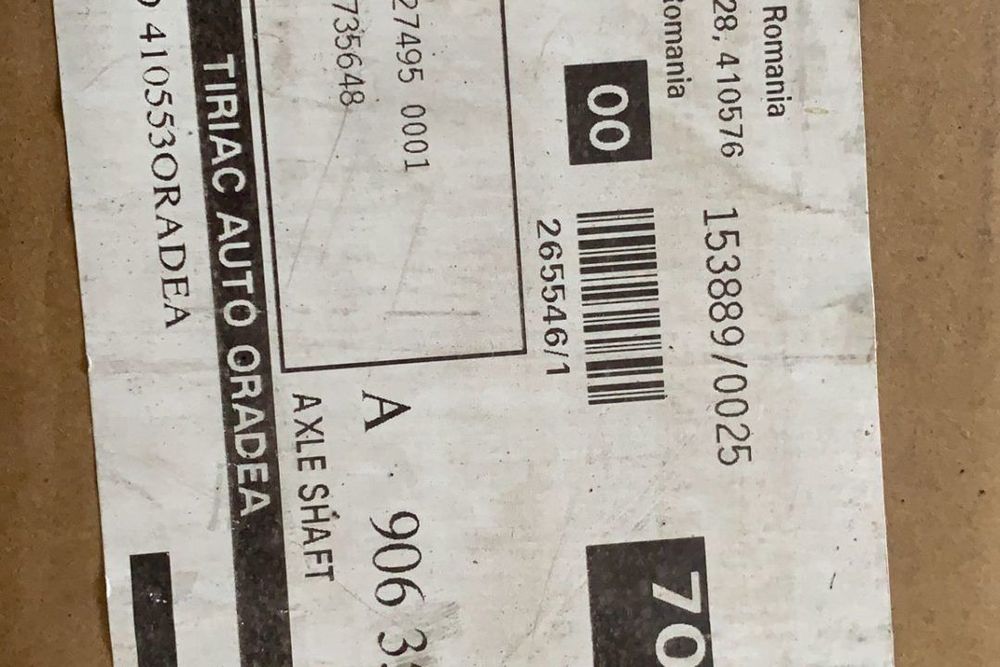 Romania
28,410576 153889/0025
Romania
00
70
265546/1
27495 0001
A 906
735648
AXLE SHAFT
TIRIAC AUTO ORADEA
410553ORADEA